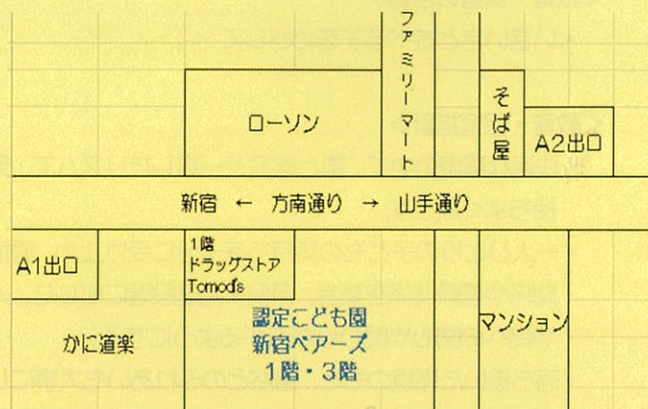 ファミリーマート
ローソン
そば屋
A2出口
新宿 ← 方南通り → 山手通り
A1出口
1階
ドラッグストア
Tomod's
認定こども園
新宿ベアーズ
1階・3階
かに道楽
マンション